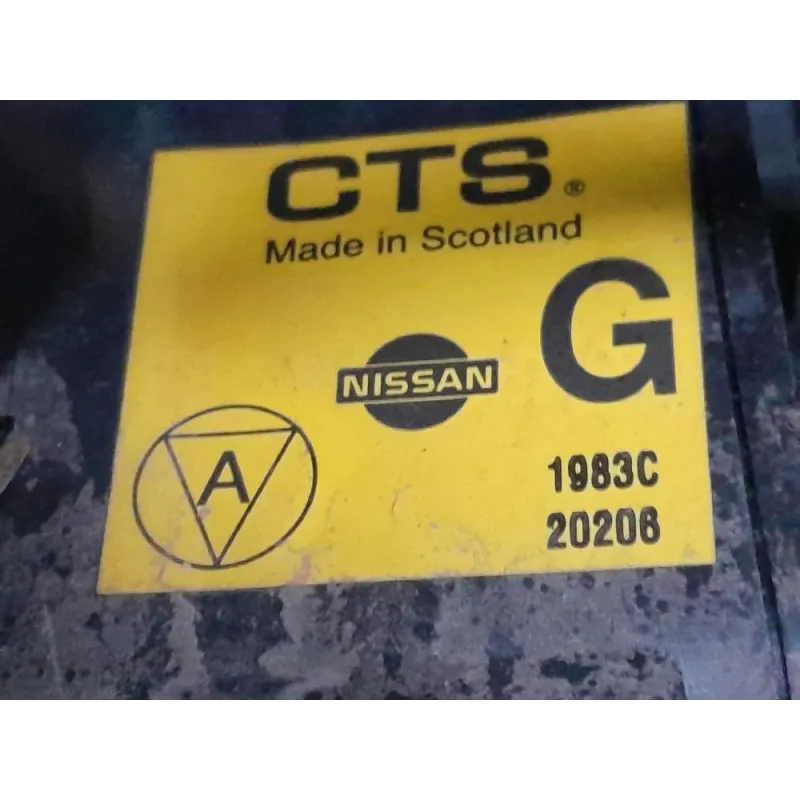 CTS®
Made in Scotland
G
NISSAN
A
1983C
20206